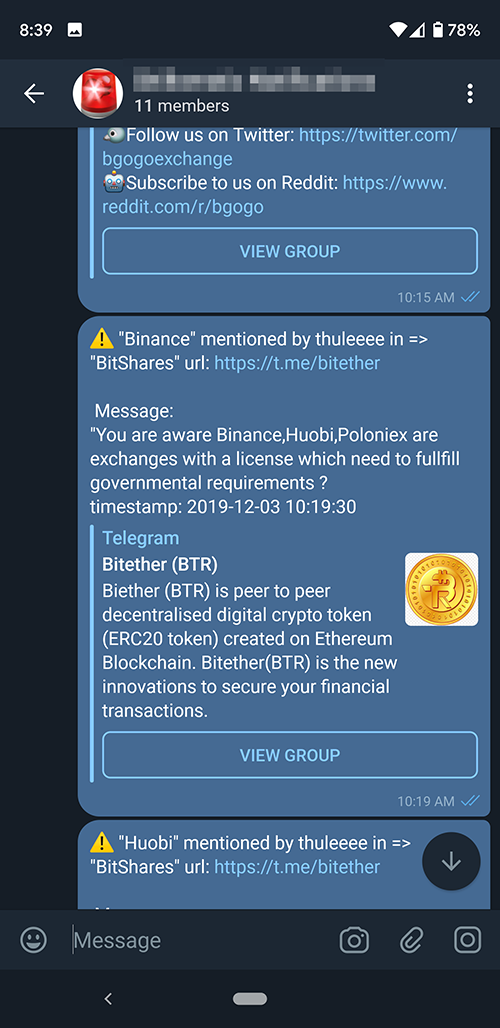 8:39
78%
11 members
Follow us on Twitter: https://twitter.com/
bgogoexchange
Subscribe to us on Reddit: https://www.
reddit.com/r/bgogo
VIEW GROUP
10:15 AM
"Binance" mentioned by thuleeee in =>
"BitShares" url: https://t.me/bitether
Message:
"You are aware Binance,Huobi,Poloniex are
exchanges with a license which need to fullfill
governmental requirements ?
timestamp: 2019-12-03 10:19:30
Telegram
Bitether (BTR)
Biether (BTR) is peer to peer
decentralised digital crypto token
(ERC20 token) created on Ethereum
Blockchain. Bitether(BTR) is the new
innovations to secure your financial
transactions.
VIEW GROUP
10:19 AM
"Huobi" mentioned by thuleeee in =>
"BitShares" url: https://t.me/bitether
Message